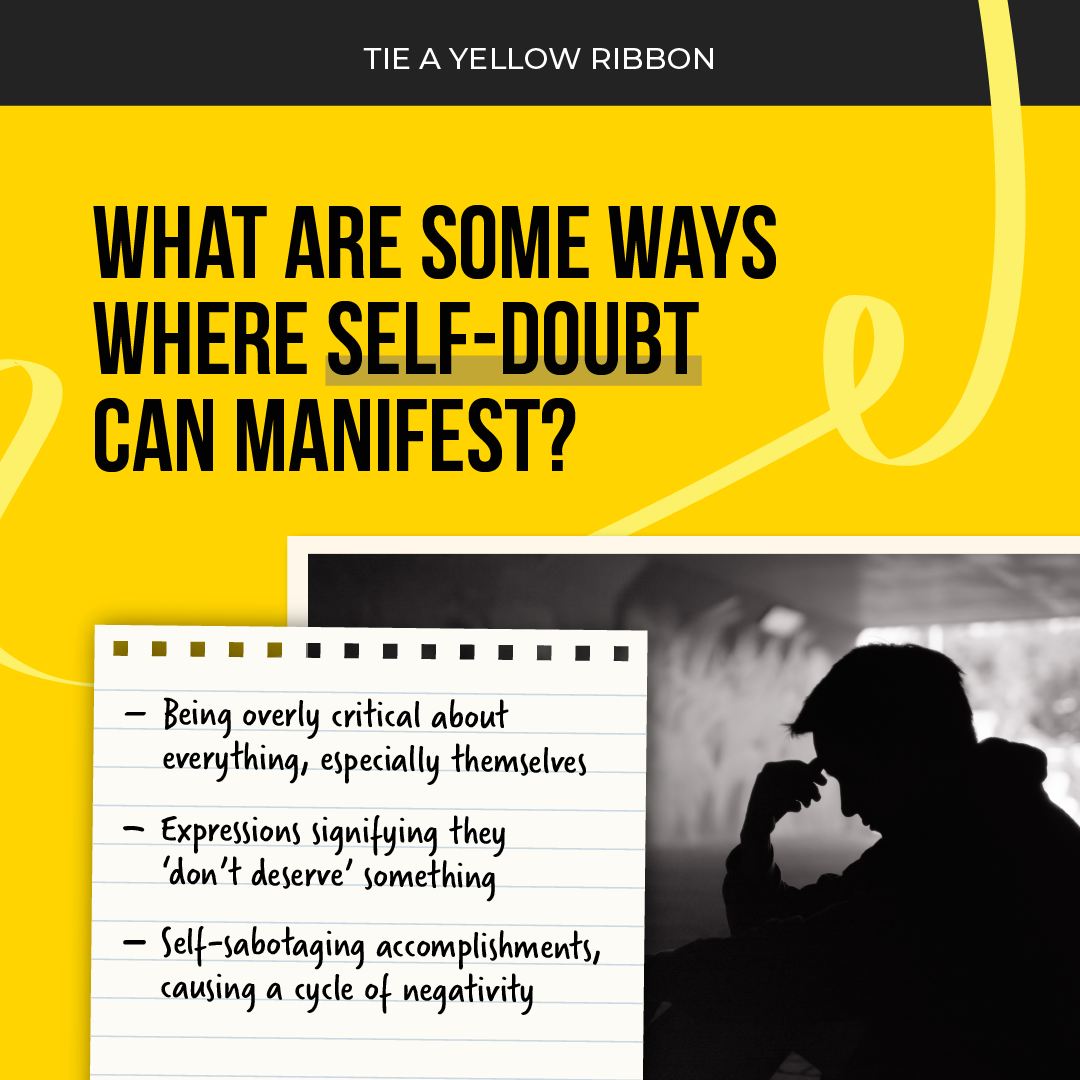 TIE A YELLOW RIBBON
WHAT ARE SOME WAYS
WHERE SELF-DOUBT
CAN MANIFEST?
– Being overly critical about
everything, especially themselves
– Expressions signifying they
‘don’t deserve’ something
– Self-sabotaging accomplishments,
causing a cycle of negativity